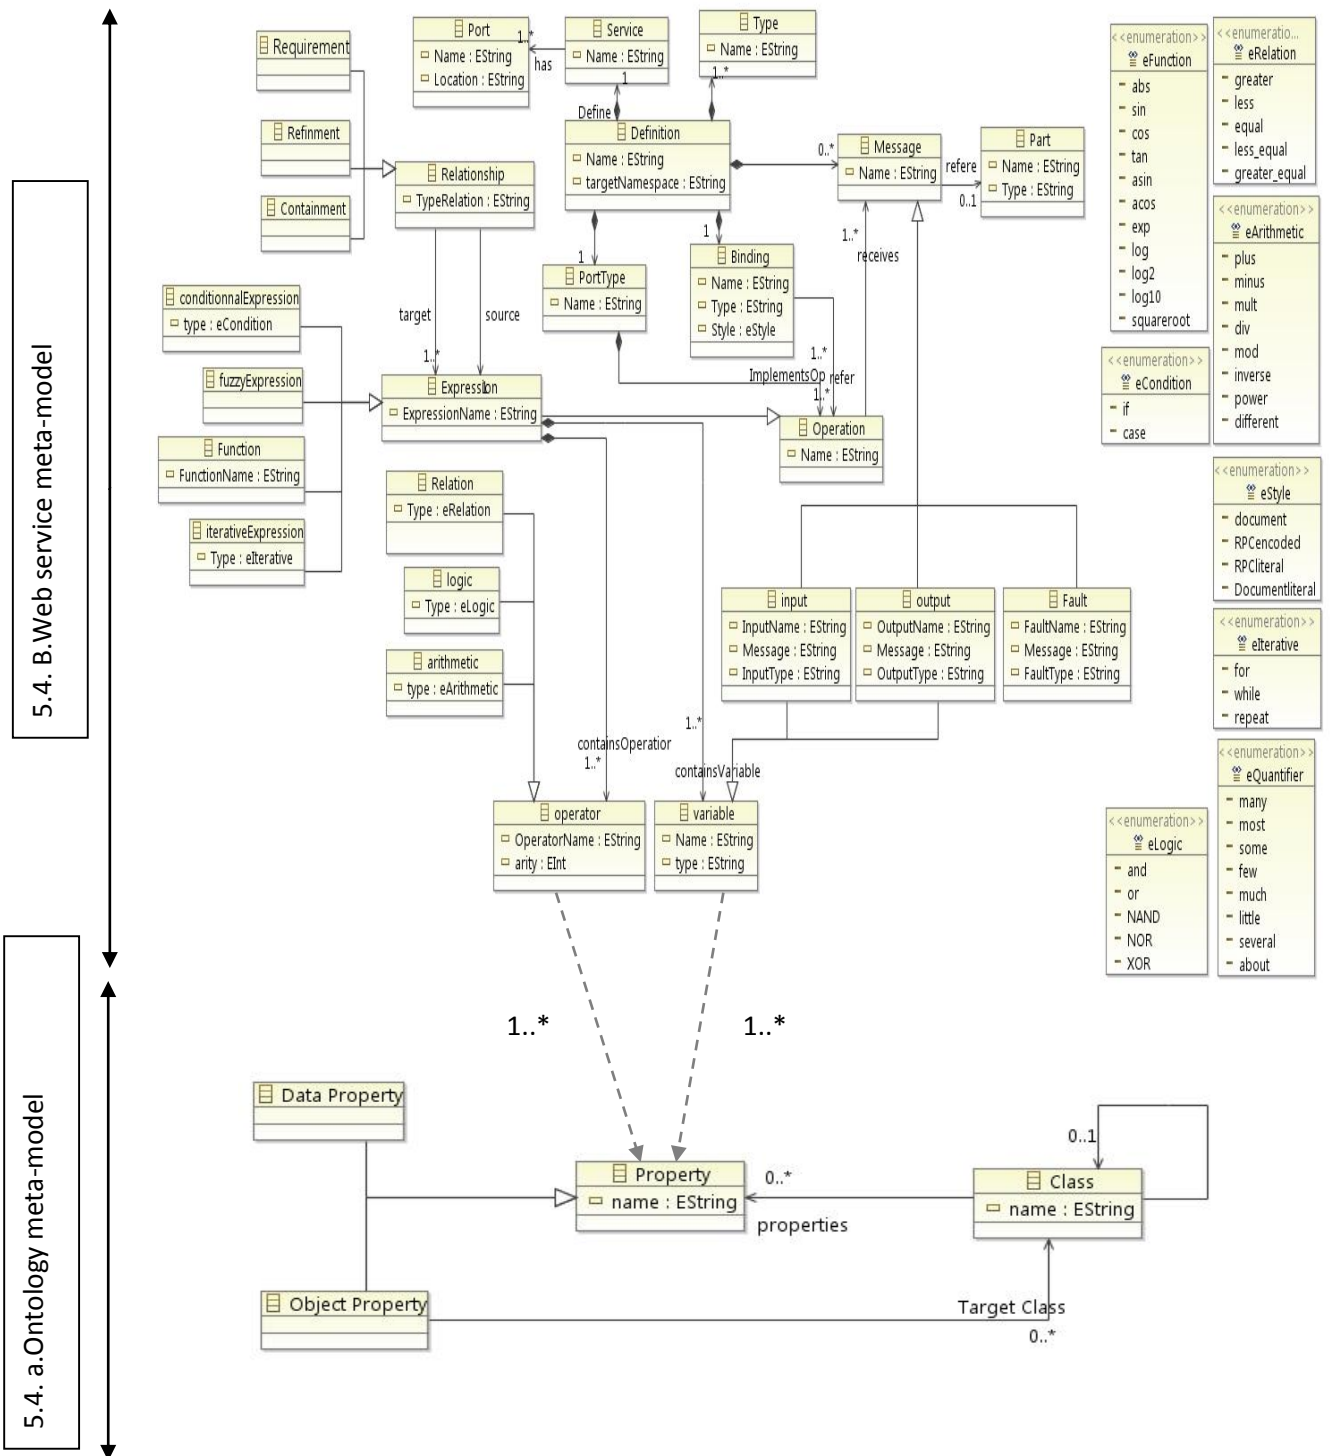 5.4. B.Web service meta-model
Requirement
Refinment
Containment
Relationship
TypeRelation : EString
Port
Name : EString
Location : EString
1..*
has
Service
Name : EString
1
Define
Type
Name : EString
1..*
Definition
Name : EString
targetNamespace : EString
0..*
Message
Name : EString
refere
0..1
Part
Name : EString
Type : EString
1
PortType
Name : EString
1
Binding
Name : EString
Type : EString
Style : eStyle
1..*
receives
target
source
1..*
1..*
ImplementsOp
refer
1..*
conditionnalExpression
type : eCondition
fuzzyExpression
Function
FunctionName : EString
iterativeExpression
Type : eIterative
Expression
ExpressionName : EString
Operation
Name : EString
Relation
Type : eRelation
logic
Type : eLogic
arithmetic
type : eArithmetic
input
InputName : EString
Message : EString
InputType : EString
output
OutputName : EString
Message : EString
OutputType : EString
Fault
FaultName : EString
Message : EString
FaultType : EString
containsOperatior
1..*
1..*
containsVariable
operator
OperatorName : EString
arity : EInt
variable
Name : EString
type : EString
<<enumeration>>
eFunction
abs
sin
cos
tan
asin
acos
exp
log
log2
log10
squareroot
<<enumeratio...
eRelation
greater
less
equal
less_equal
greater_equal
<<enumeration>>
eArithmetic
plus
minus
mult
div
mod
inverse
power
different
<<enumeration>>
eCondition
if
case
<<enumeration>>
eStyle
document
RPCencoded
RPCliteral
Documentliteral
<<enumeration>>
eIterative
for
while
repeat
<<enumeration>>
eQuantifier
many
most
some
few
much
little
several
about
<<enumeration>>
eLogic
and
or
NAND
NOR
XOR
1..*
1..*
5.4. a.Ontology meta-model
Data Property
Property
name : EString
0..*
properties
0..1
Class
name : EString
Object Property
Target Class
0..*